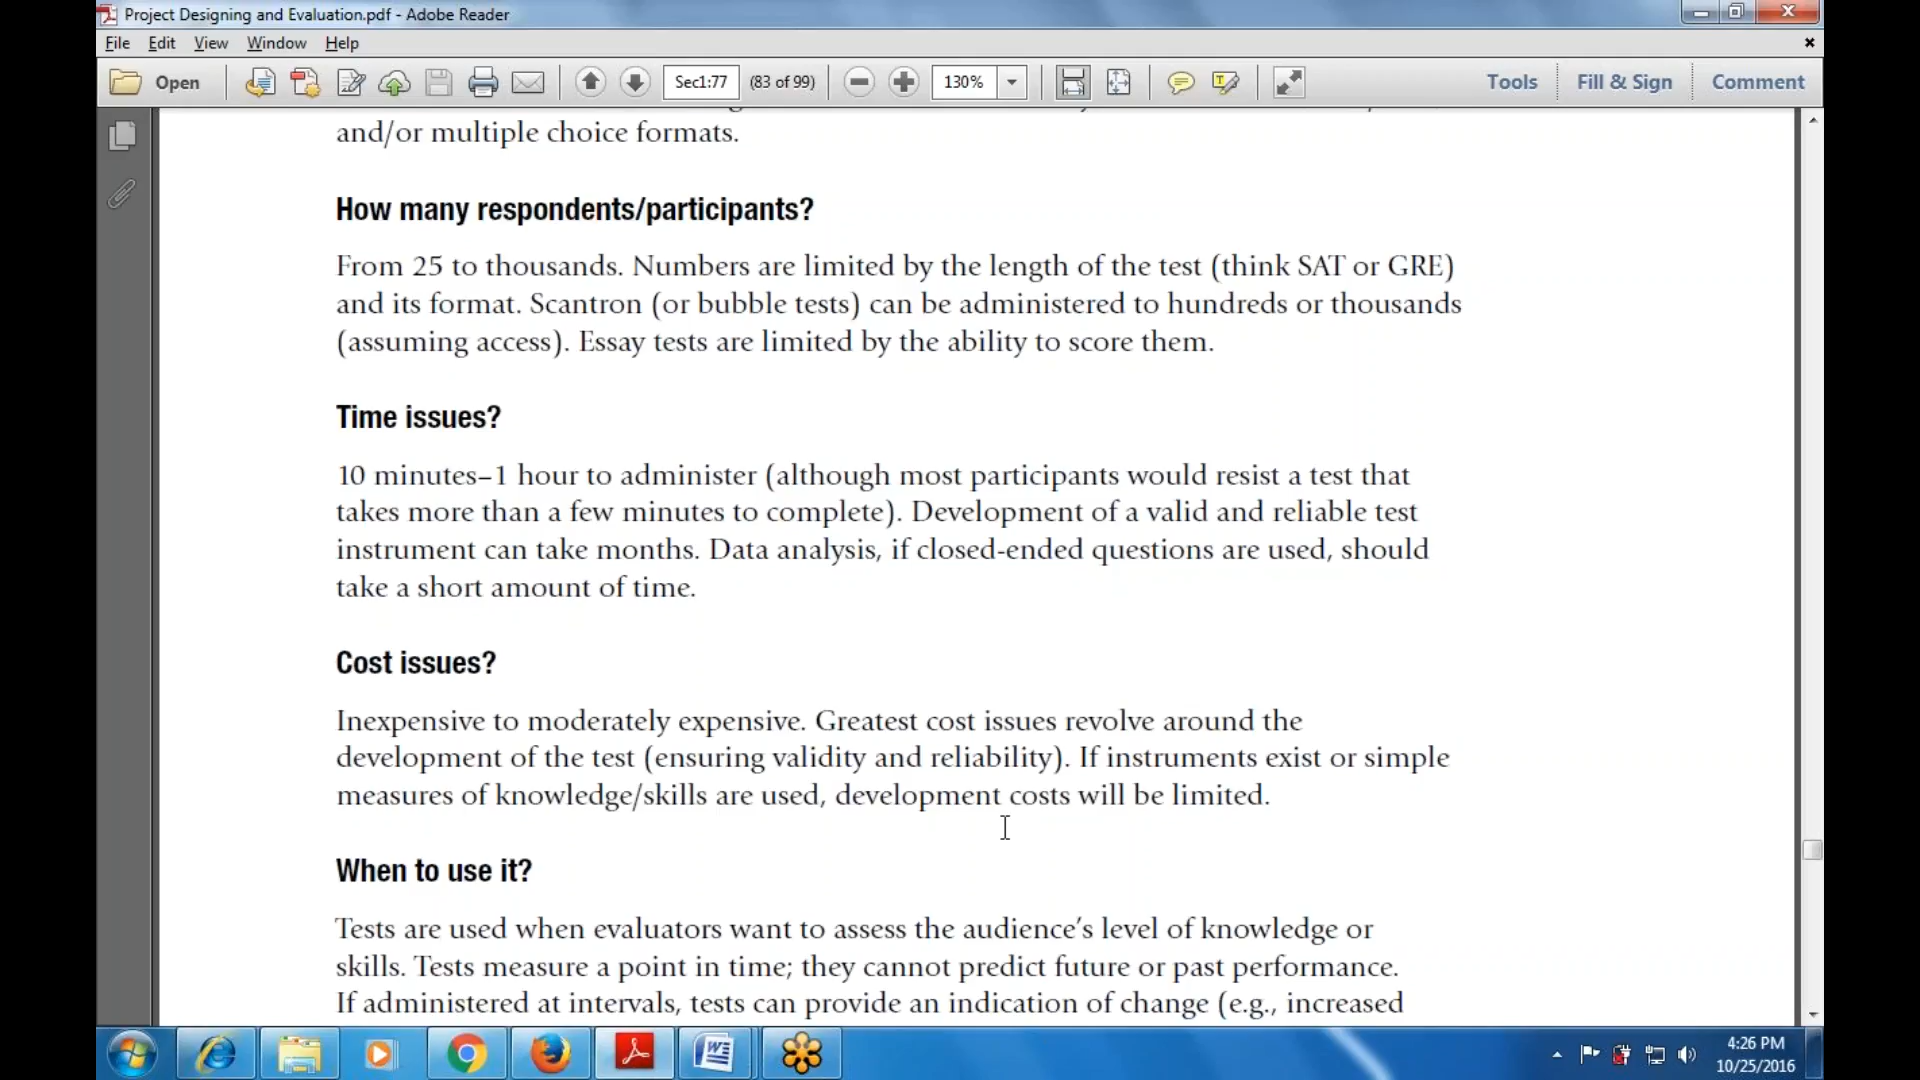 Project Designing and Evaluation.pdf - Adobe Reader
File Edit View Window Help
Open Sec1:77 (83 of 99) 130% Tools Fill & Sign Comment
and/or multiple choice formats.
How many respondents/participants?
From 25 to thousands. Numbers are limited by the length of the test (think SAT or GRE)
and its format. Scantron (or bubble tests) can be administered to hundreds or thousands
(assuming access). Essay tests are limited by the ability to score them.
Time issues?
10 minutes–1 hour to administer (although most participants would resist a test that
takes more than a few minutes to complete). Development of a valid and reliable test
instrument can take months. Data analysis, if closed-ended questions are used, should
take a short amount of time.
Cost issues?
Inexpensive to moderately expensive. Greatest cost issues revolve around the
development of the test (ensuring validity and reliability). If instruments exist or simple
measures of knowledge/skills are used, development costs will be limited.
When to use it?
Tests are used when evaluators want to assess the audience’s level of knowledge or
skills. Tests measure a point in time; they cannot predict future or past performance.
If administered at intervals, tests can provide an indication of change (e.g., increased
4:26 PM
10/25/2016